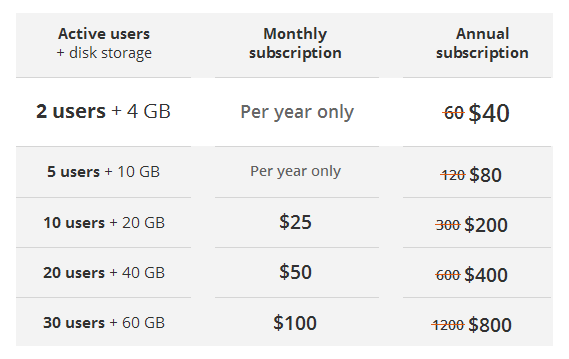 Active users
+ disk storage
Monthly
subscription
Annual
subscription
2 users + 4 GB
Per year only
60 $40
5 users + 10 GB
Per year only
120 $80
10 users + 20 GB
$25
300 $200
20 users + 40 GB
$50
600 $400
30 users + 60 GB
$100
1200 $800